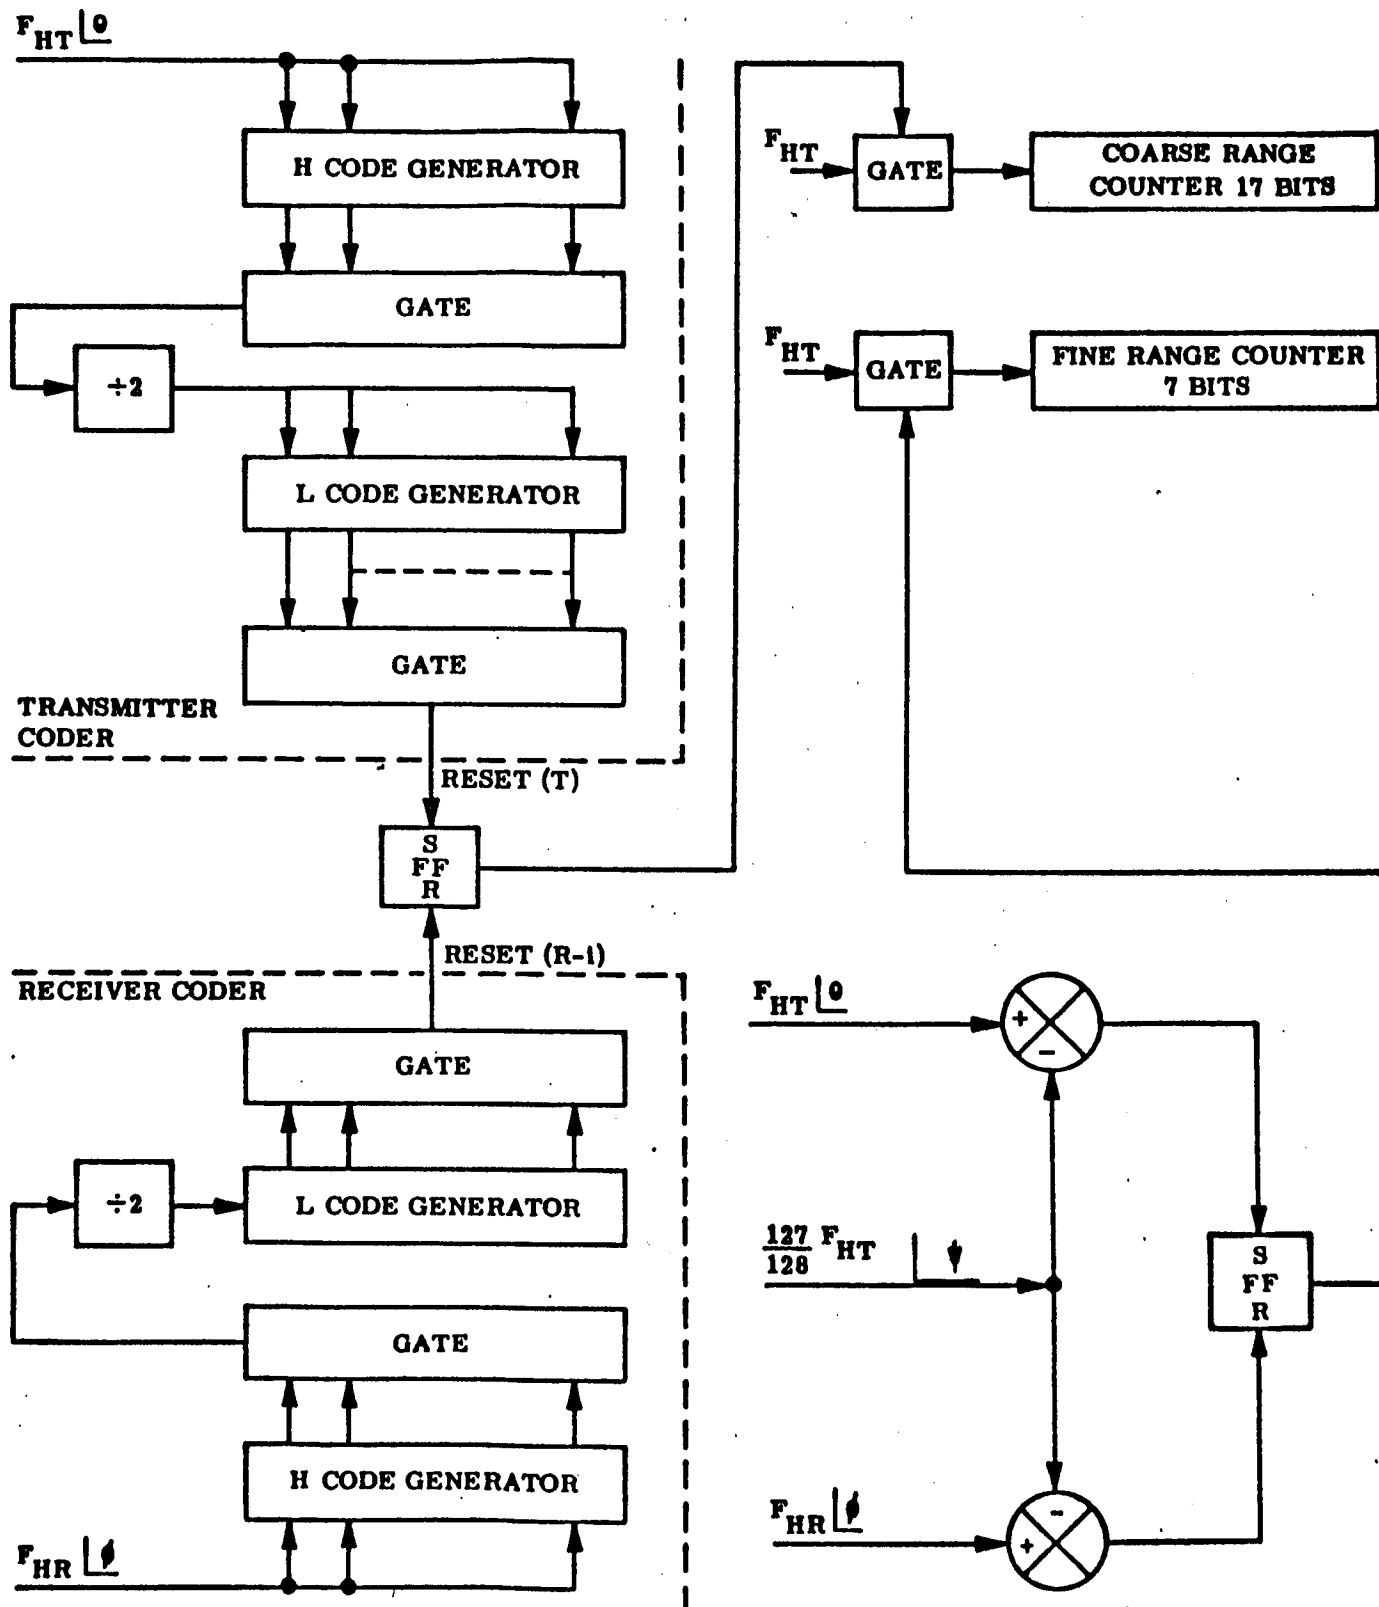 F_HT |0
H CODE GENERATOR
GATE
÷2
L CODE GENERATOR
GATE
TRANSMITTER
CODER
RESET (T)
S
FF
R
RESET (R-1)
RECEIVER CODER
GATE
÷2
L CODE GENERATOR
GATE
H CODE GENERATOR
F_HR |ϕ
F_HT
GATE
COARSE RANGE
COUNTER 17 BITS
F_HT
GATE
FINE RANGE COUNTER
7 BITS
F_HT |0
+
-
127/128 F_HT |ψ
S
FF
R
-
+
F_HR |ϕ